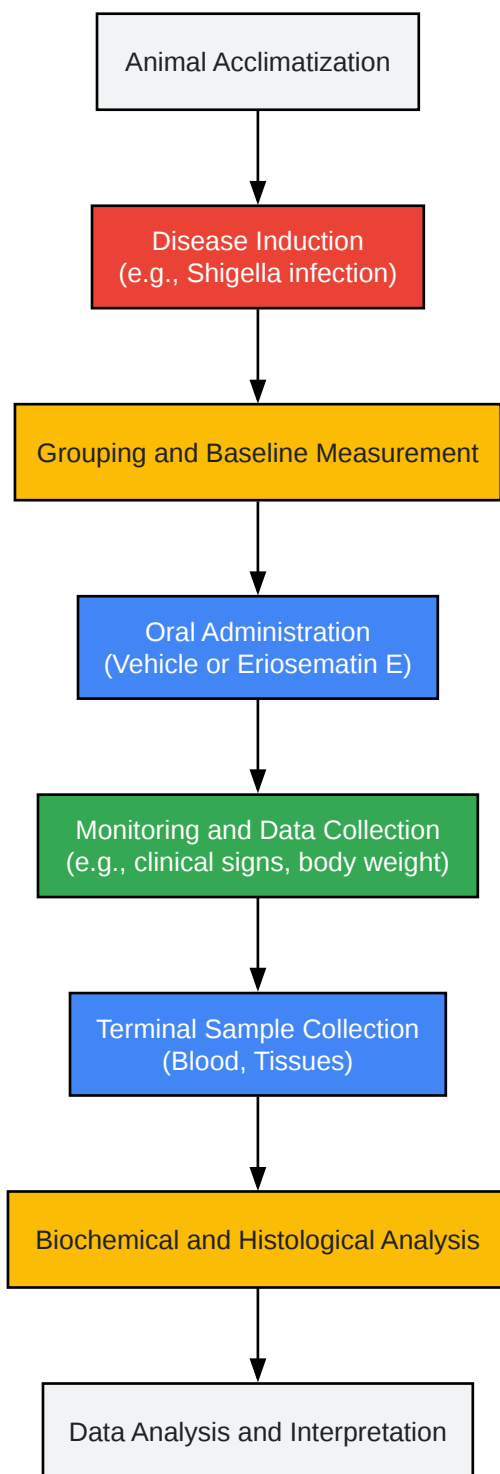 Animal Acclimatization
Disease Induction
(e.g., Shigella infection)
Grouping and Baseline Measurement
Oral Administration
(Vehicle or Eriosematin E)
Monitoring and Data Collection
(e.g., clinical signs, body weight)
Terminal Sample Collection
(Blood, Tissues)
Biochemical and Histological Analysis
Data Analysis and Interpretation